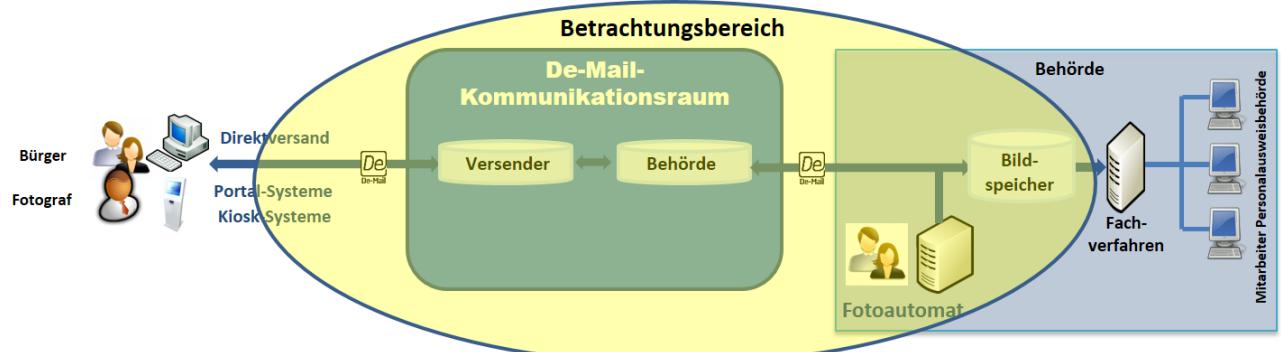 Betrachtungsbereich
De-Mail-
Kommunikationsraum
Behörde
Bürger
Fotograf
Direktversand
Portal-Systeme
Kiosk-Systeme
De
De-Mail
Versender
Behörde
De
De-Mail
Bild-
speicher
Fotoautomat
Fach-
verfahren
Mitarbeiter Personalausweisbehörde